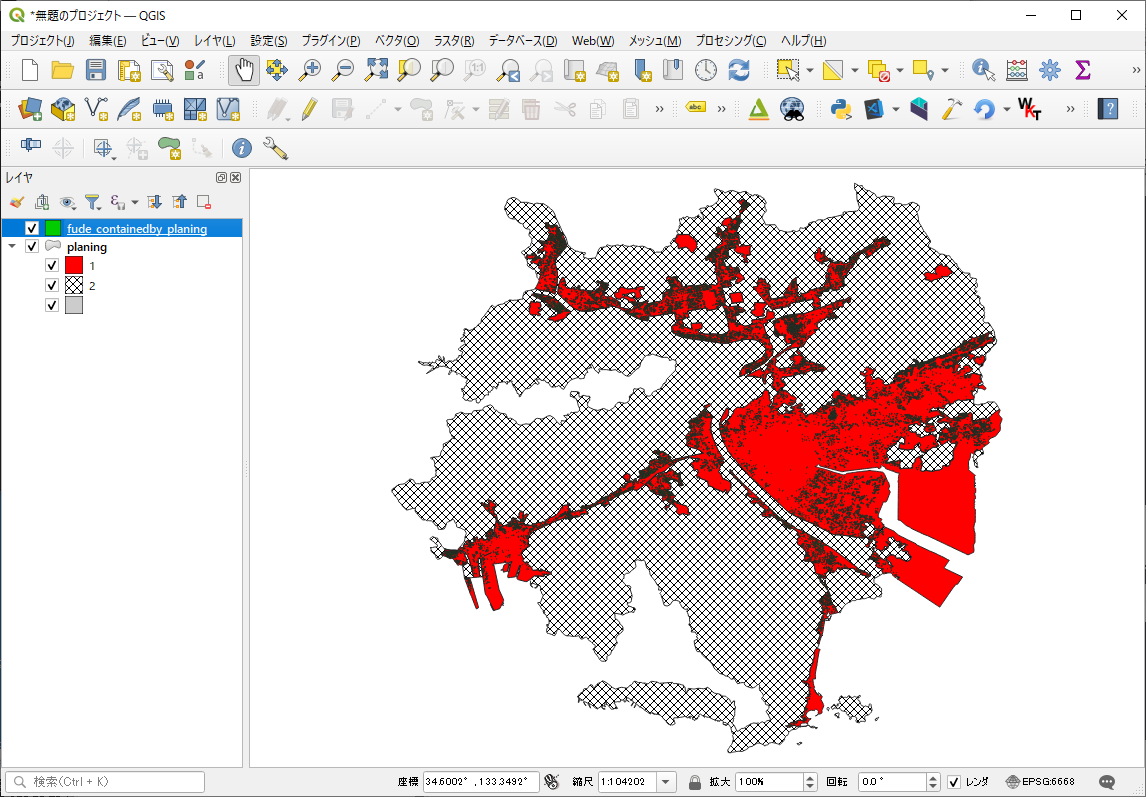 *無題のプロジェクト — QGIS
プロジェクト(J) 編集(E) ビュー(V) レイヤ(L) 設定(S) プラグイン(P) ベクタ(O) ラスタ(R) データベース(D) Web(W) メッシュ(M) プロセシング(C) ヘルプ(H)
1:1
a
abc
WKT
レイヤ
fude_containedby_planing
planing
1
2
検索(Ctrl + K) 座標 34.6002° ,133.3492° 縮尺 1:104202 拡大 100% 回転 0.0 ° レンダ EPSG:6668